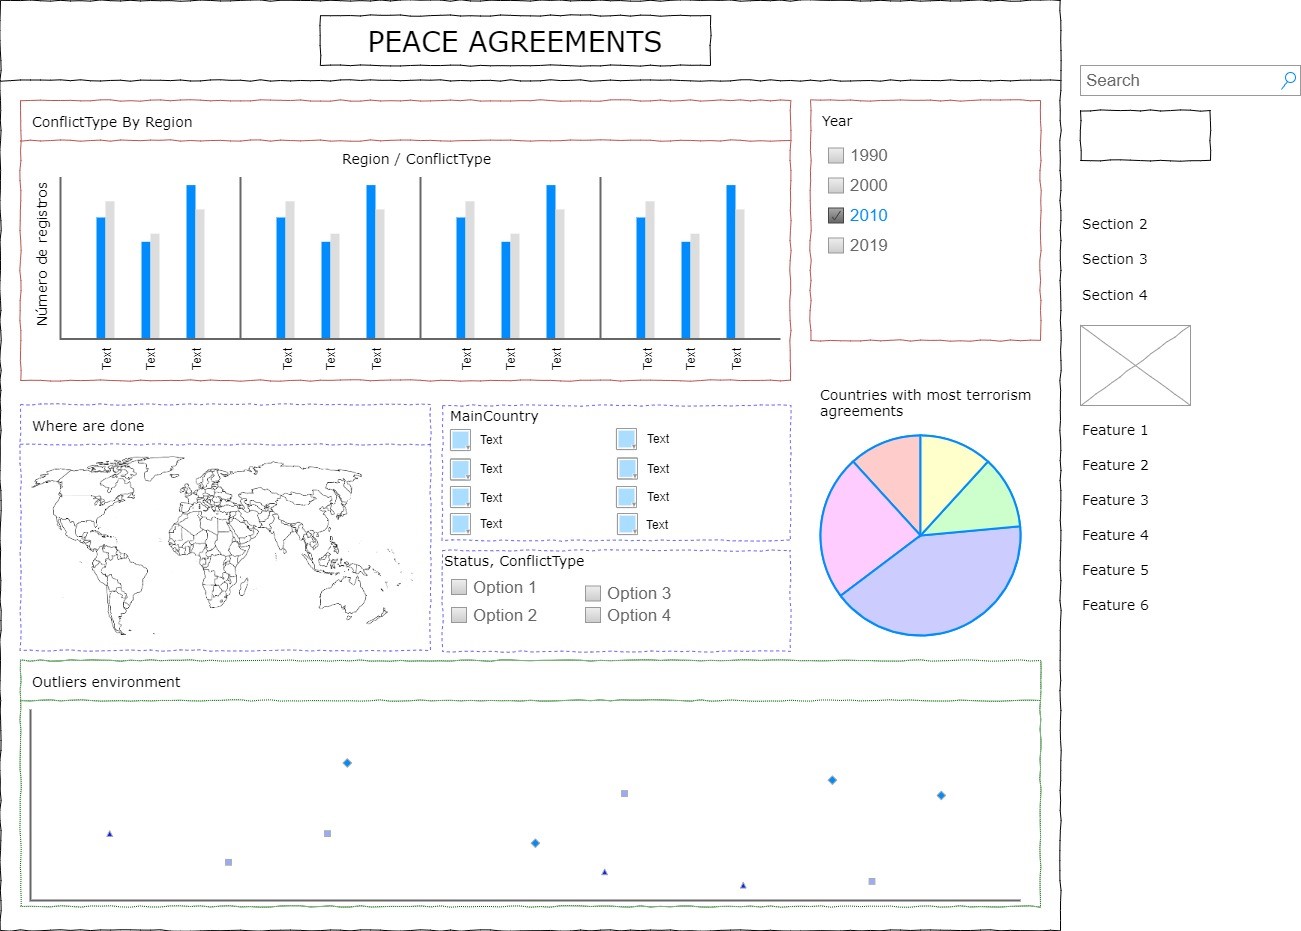 PEACE AGREEMENTS
Search
ConflictType By Region
Region / ConflictType
Número de registros
Text
Text
Text
Text
Text
Text
Text
Text
Text
Text
Text
Text
Year
1990
2000
2010
2019
Section 2
Section 3
Section 4
Where are done
MainCountry
Text
Text
Text
Text
Text
Text
Text
Text
Status, ConflictType
Option 1
Option 3
Option 2
Option 4
Countries with most terrorism
agreements
Feature 1
Feature 2
Feature 3
Feature 4
Feature 5
Feature 6
Outliers environment